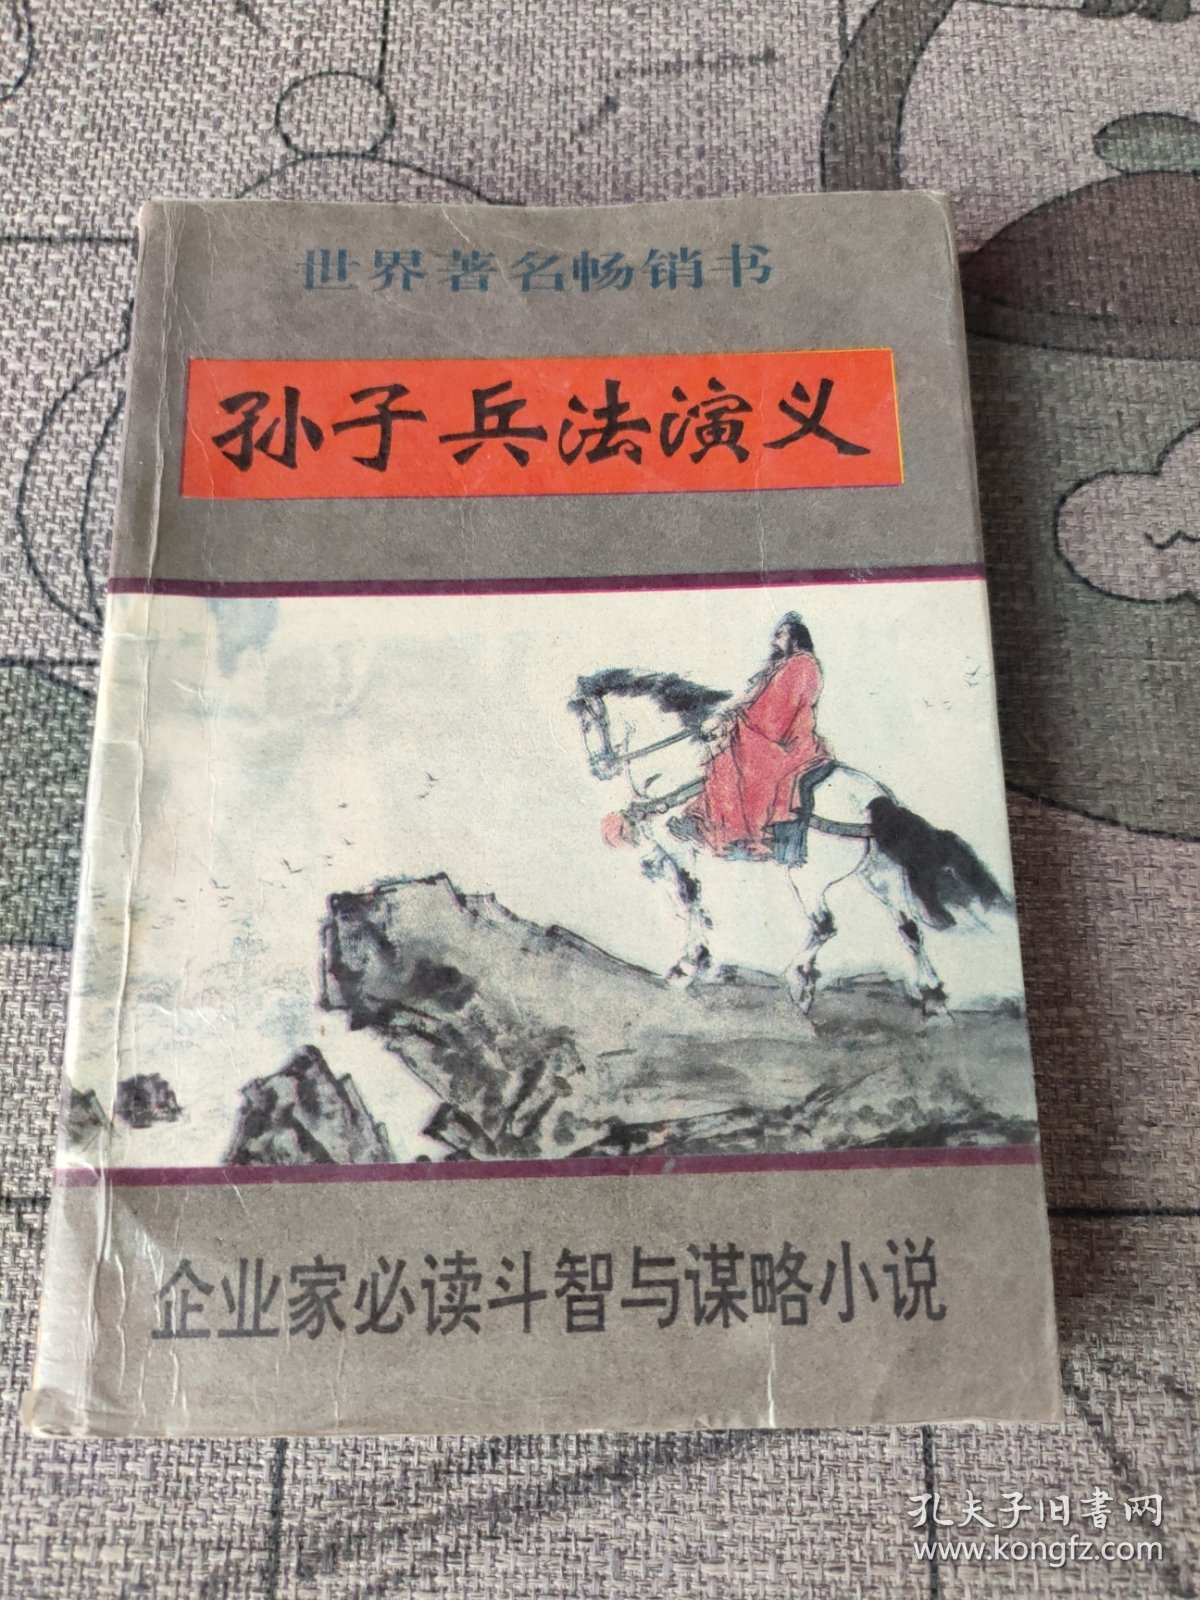 世界著名畅销书
孙子兵法演义
企业家必读斗智与谋略小说
孔夫子旧書网
www.kongfz.com